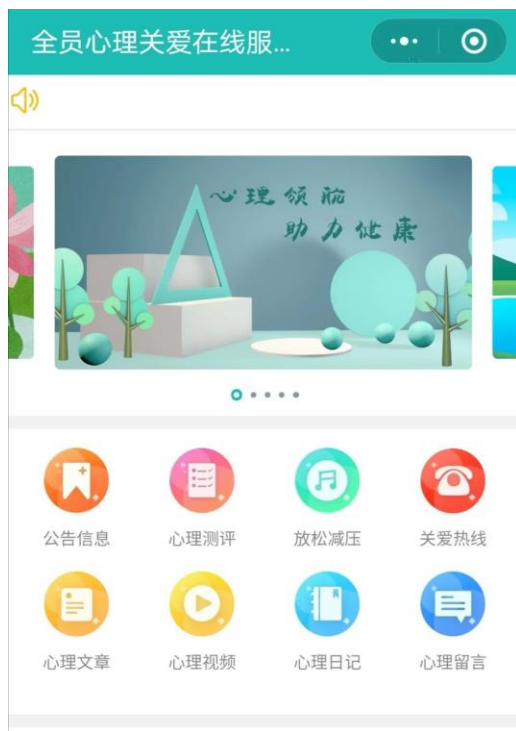 全员心理关爱在线服...
心理领航
助力健康
公告信息 心理测评 放松减压 关爱热线
心理文章 心理视频 心理日记 心理留言